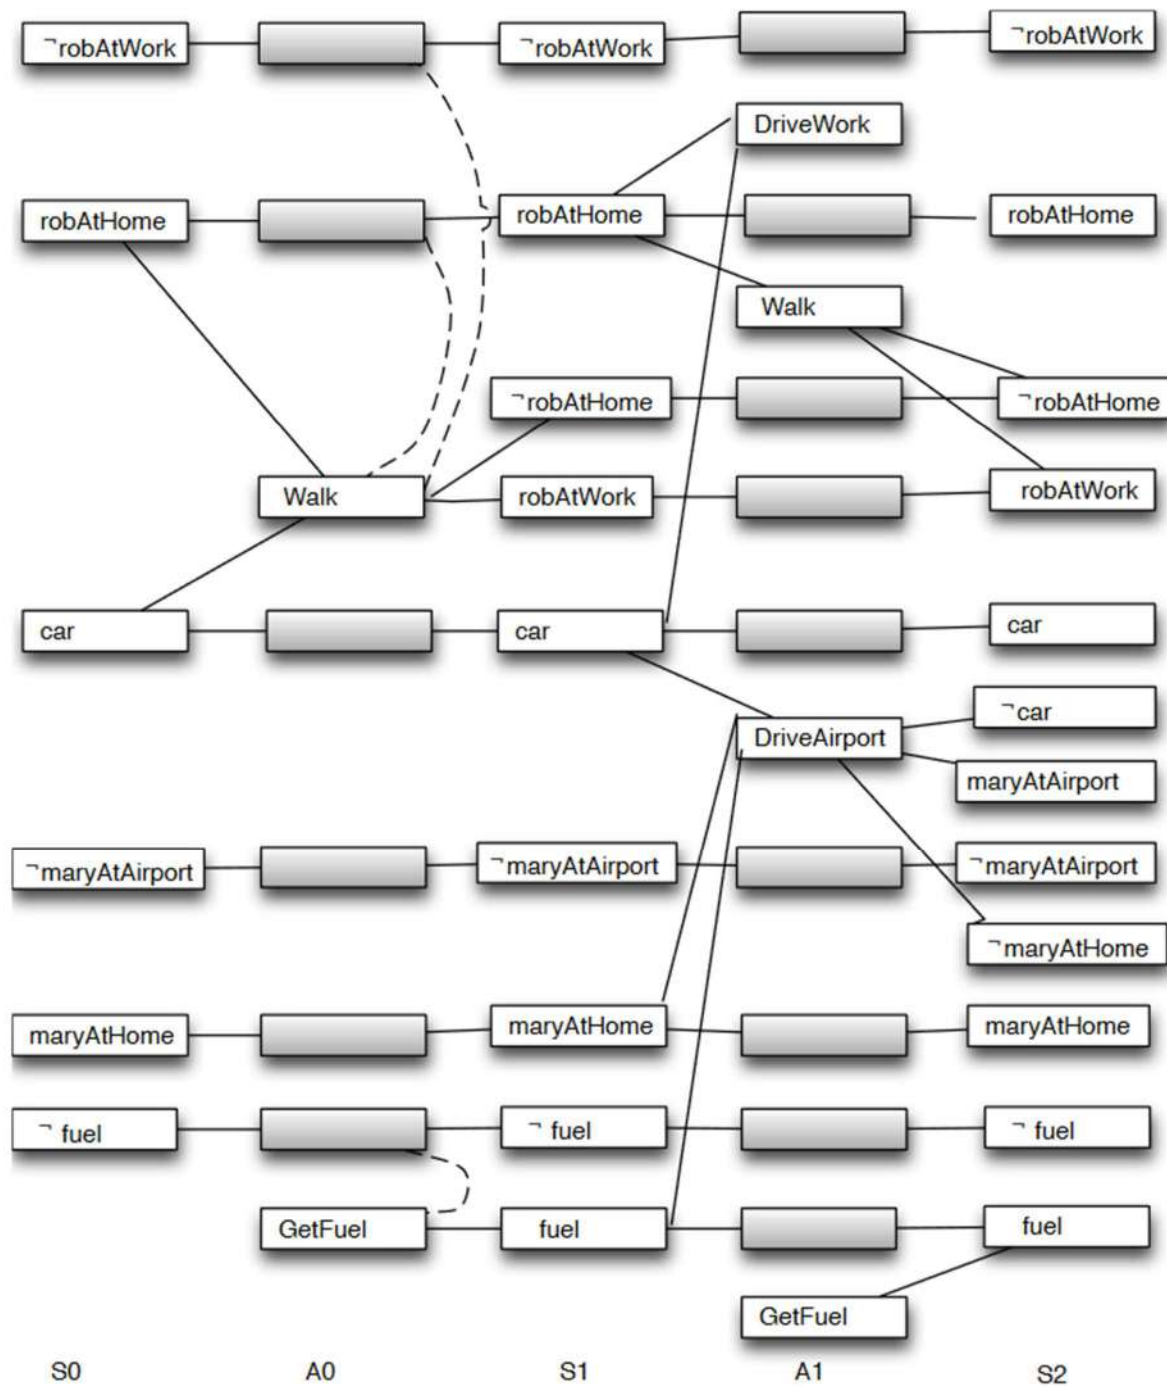 ¬robAtWork ¬robAtWork ¬robAtWork
DriveWork
robAtHome robAtHome robAtHome
Walk
¬robAtHome ¬robAtHome
Walk robAtWork robAtWork
car car car
¬car
DriveAirport
maryAtAirport
¬maryAtAirport ¬maryAtAirport ¬maryAtAirport
¬maryAtHome
maryAtHome maryAtHome maryAtHome
¬ fuel ¬ fuel ¬ fuel
GetFuel fuel fuel
GetFuel
S0 A0 S1 A1 S2